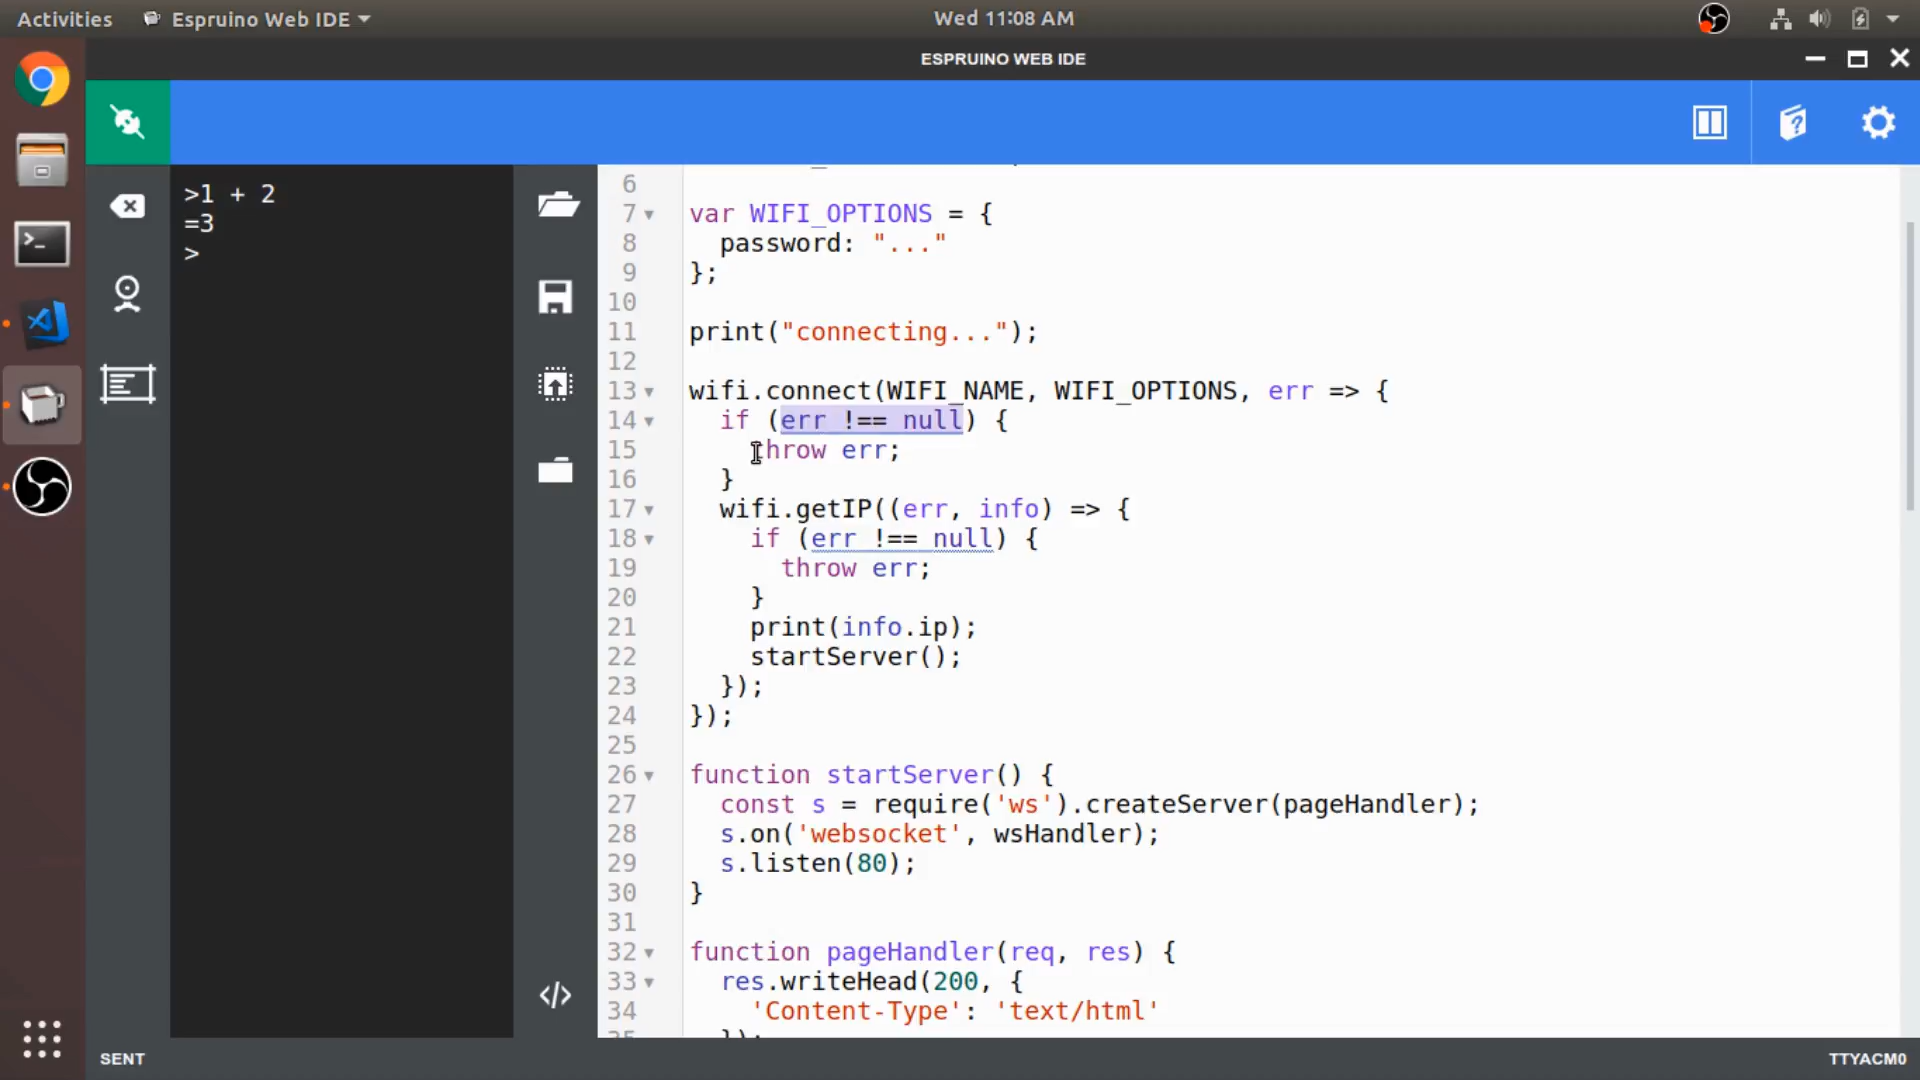 Activities Espruino Web IDE Wed 11:08 AM
ESPRUINO WEB IDE
>1 + 2
=3
>
6
7 var WIFI_OPTIONS = {
8 password: "..."
9 };
10
11 print("connecting...");
12
13 wifi.connect(WIFI_NAME, WIFI_OPTIONS, err => {
14 if (err !== null) {
15 throw err;
16 }
17 wifi.getIP((err, info) => {
18 if (err !== null) {
19 throw err;
20 }
21 print(info.ip);
22 startServer();
23 });
24 });
25
26 function startServer() {
27 const s = require('ws').createServer(pageHandler);
28 s.on('websocket', wsHandler);
29 s.listen(80);
30 }
31
32 function pageHandler(req, res) {
33 res.writeHead(200, {
34 'Content-Type': 'text/html'
35 });
SENT TTYACM0